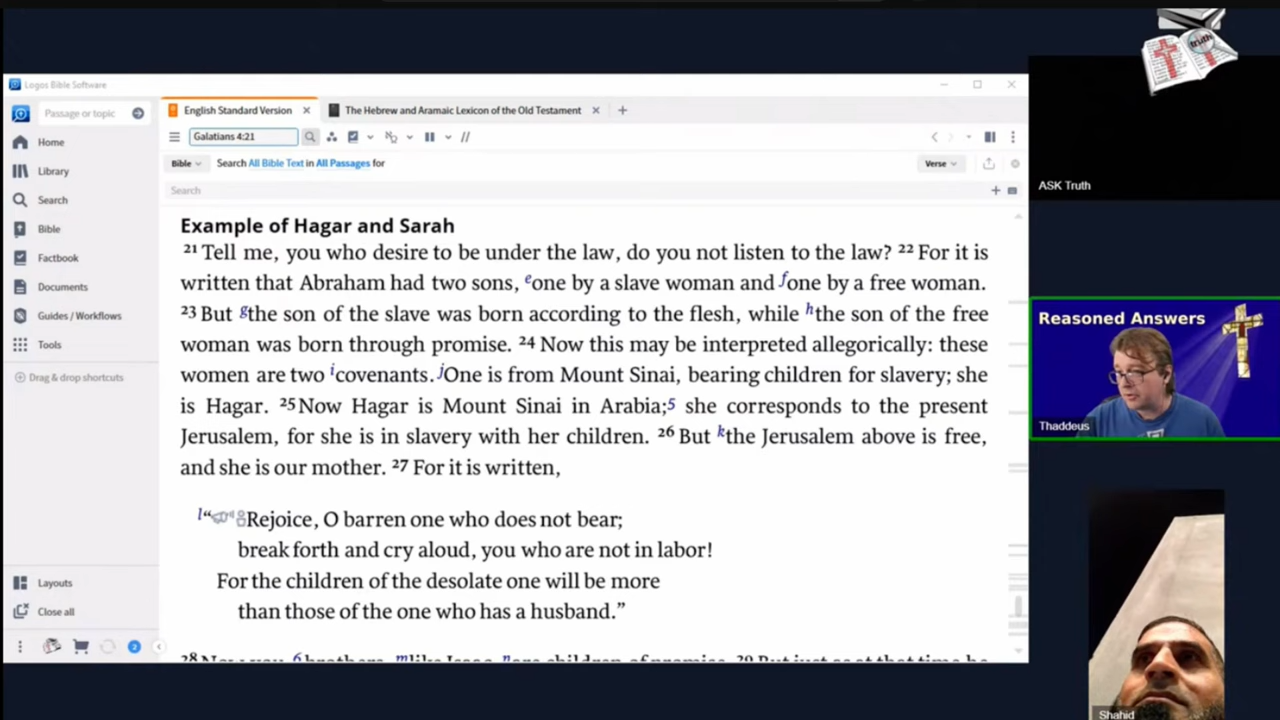 Logos Bible Software
Passage or topic
Home
Library
Search
Bible
Factbook
Documents
Guides / Workflows
Tools
Drag & drop shortcuts
Layouts
Close all
2
English Standard Version
The Hebrew and Aramaic Lexicon of the Old Testament
Galatians 4:21
Bible
Search All Bible Text in All Passages for
Verse
Search
Example of Hagar and Sarah
21 Tell me, you who desire to be under the law, do you not listen to the law? 22 For it is
written that Abraham had two sons, e one by a slave woman and f one by a free woman.
23 But g the son of the slave was born according to the flesh, while h the son of the free
woman was born through promise. 24 Now this may be interpreted allegorically: these
women are two i covenants. j One is from Mount Sinai, bearing children for slavery; she
is Hagar. 25 Now Hagar is Mount Sinai in Arabia;5 she corresponds to the present
Jerusalem, for she is in slavery with her children. 26 But k the Jerusalem above is free,
and she is our mother. 27 For it is written,
l “Rejoice, O barren one who does not bear;
break forth and cry aloud, you who are not in labor!
For the children of the desolate one will be more
than those of the one who has a husband.”
truth
ASK Truth
Reasoned Answers
Thaddeus
Shahid